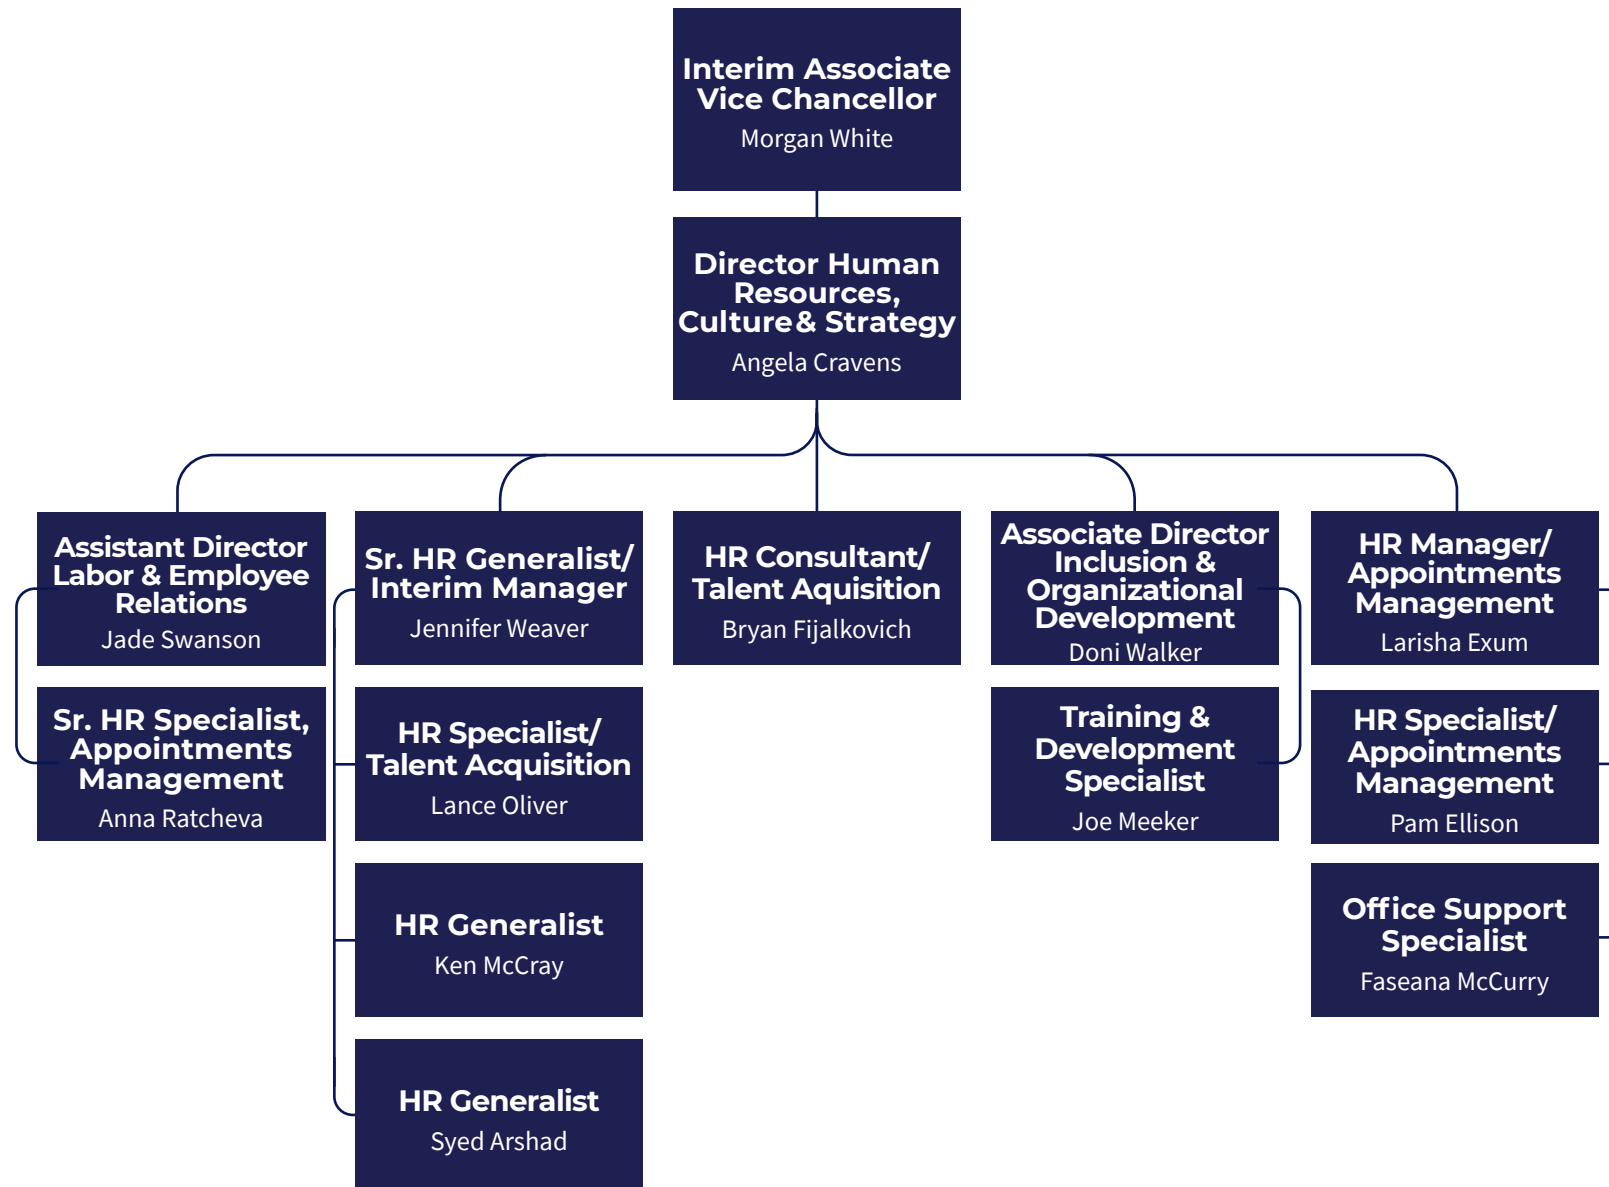 Interim Associate
Vice Chancellor
Morgan White
Director Human
Resources,
Culture & Strategy
Angela Cravens
Assistant Director
Labor & Employee
Relations
Jade Swanson
Sr. HR Generalist/
Interim Manager
Jennifer Weaver
HR Consultant/
Talent Aquisition
Bryan Fijalkovich
Associate Director
Inclusion &
Organizational
Development
Doni Walker
HR Manager/
Appointments
Management
Larisha Exum
Sr. HR Specialist,
Appointments
Management
Anna Ratcheva
HR Specialist/
Talent Acquisition
Lance Oliver
Training &
Development
Specialist
Joe Meeker
HR Specialist/
Appointments
Management
Pam Ellison
HR Generalist
Ken McCray
Office Support
Specialist
Faseana McCurry
HR Generalist
Syed Arshad